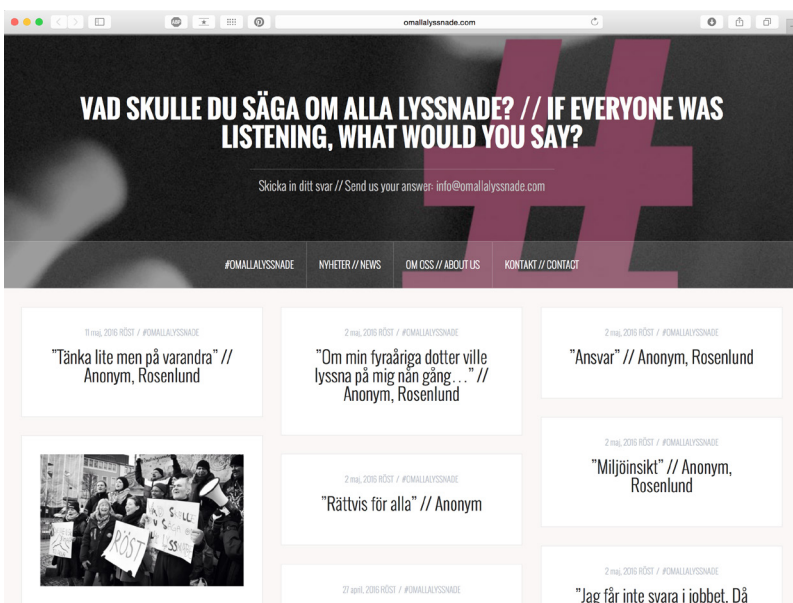 omallalyssnade.com
VAD SKULLE DU SÄGA OM ALLA LYSSNADE? // IF EVERYONE WAS
LISTENING, WHAT WOULD YOU SAY?
Skicka in ditt svar // Send us your answer: info@omallalyssnade.com
#OMALLALYSSNADE NYHETER // NEWS OM OSS // ABOUT US KONTAKT // CONTACT
11 maj, 2016 RÖST / #OMALLALYSSNADE
"Tänka lite men på varandra" //
Anonym, Rosenlund
RÖST
2 maj, 2016 RÖST / #OMALLALYSSNADE
"Om min fyraåriga dotter ville
lyssna på mig nån gång..." //
Anonym, Rosenlund
2 maj, 2016 RÖST / #OMALLALYSSNADE
"Rättvis för alla" // Anonym
27 april, 2016 RÖST / #OMALLALYSSNADE
2 maj, 2016 RÖST / #OMALLALYSSNADE
"Ansvar" // Anonym, Rosenlund
2 maj, 2016 RÖST / #OMALLALYSSNADE
"Miljöinsikt" // Anonym,
Rosenlund
2 maj, 2016 RÖST / #OMALLALYSSNADE
"Jag får inte svara i jobbet. Då